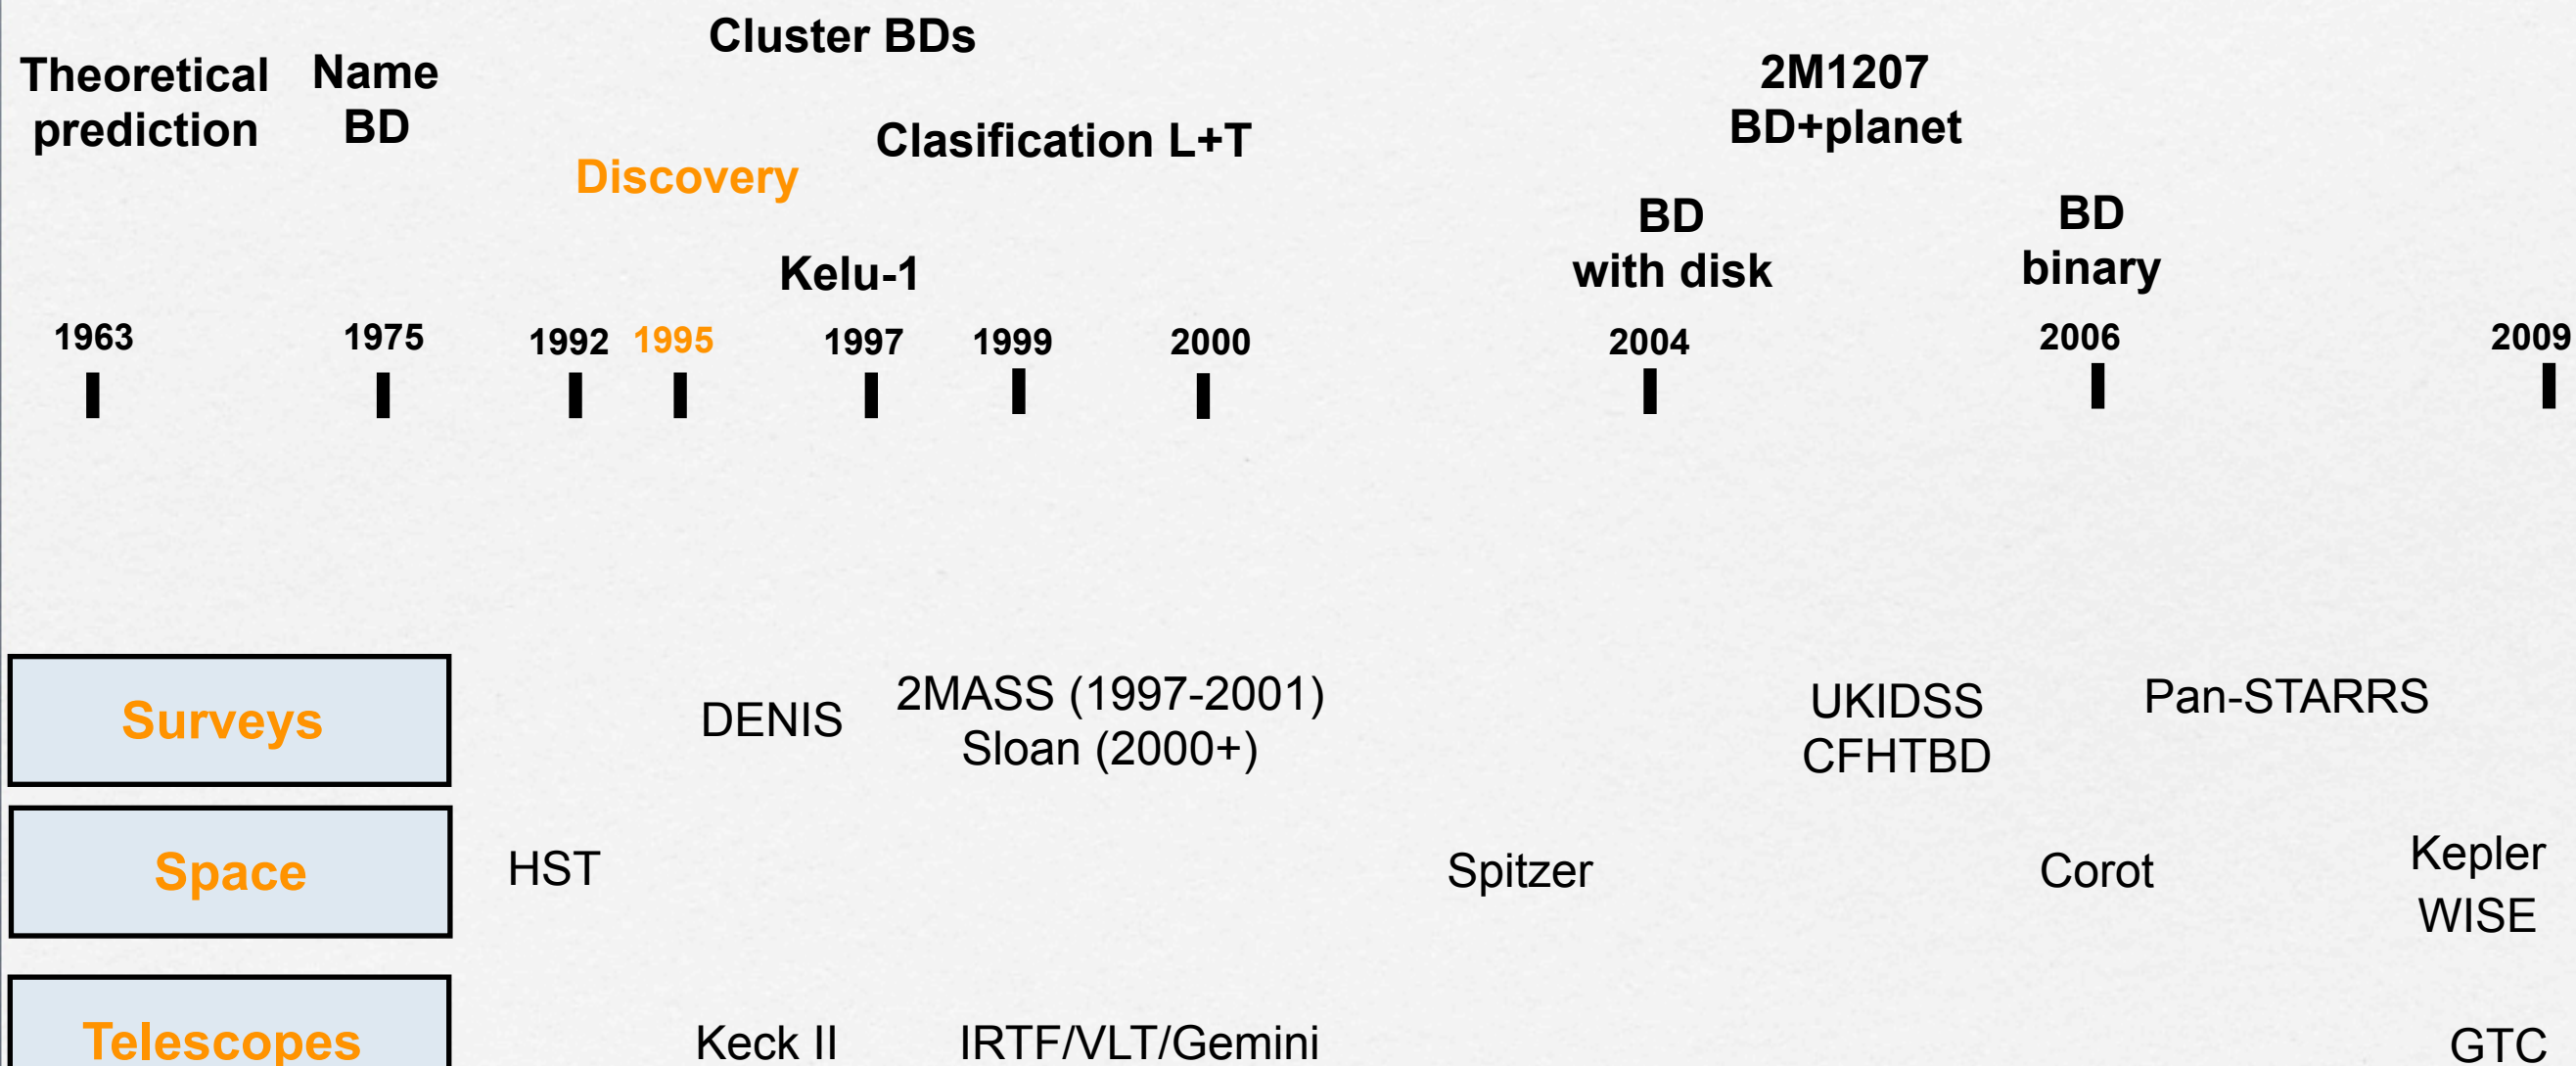 Cluster BDs
Theoretical
prediction
Name
BD
2M1207
BD+planet
Clasification L+T
Discovery
BD
with disk
BD
binary
Kelu-1
1963
1975
1992
1995
1997
1999
2000
2004
2006
2009
Surveys
DENIS
2MASS (1997-2001)
Sloan (2000+)
UKIDSS
CFHTBD
Pan-STARRS
Space
HST
Spitzer
Corot
Kepler
WISE
Telescopes
Keck II
IRTF/VLT/Gemini
GTC